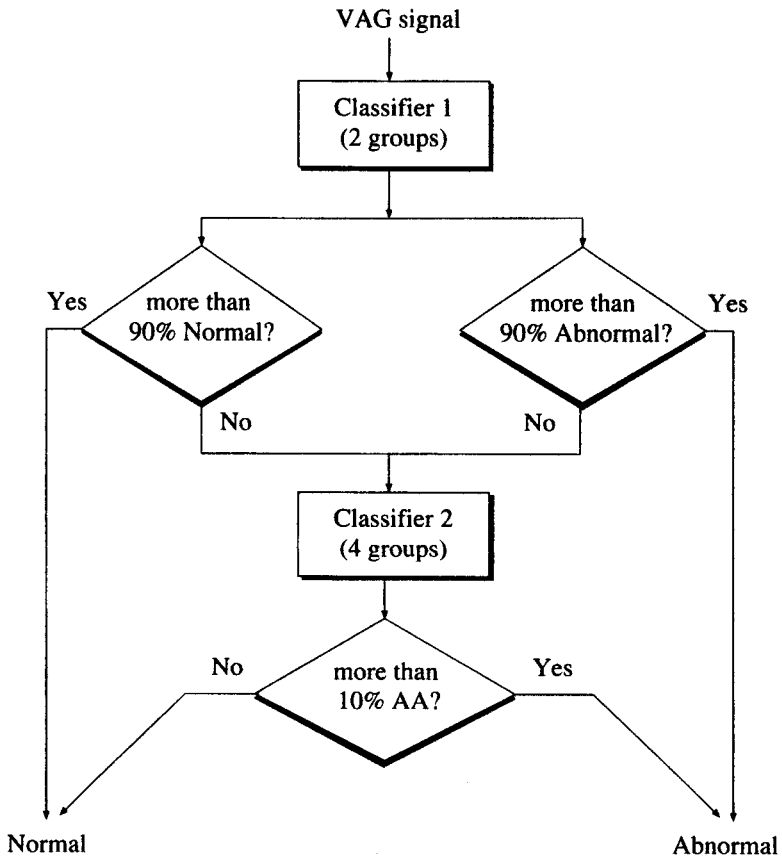 VAG signal
Classifier 1
(2 groups)
Yes
more than
90% Normal?
more than
90% Abnormal?
Yes
No
No
Classifier 2
(4 groups)
No
more than
10% AA?
Yes
Normal
Abnormal